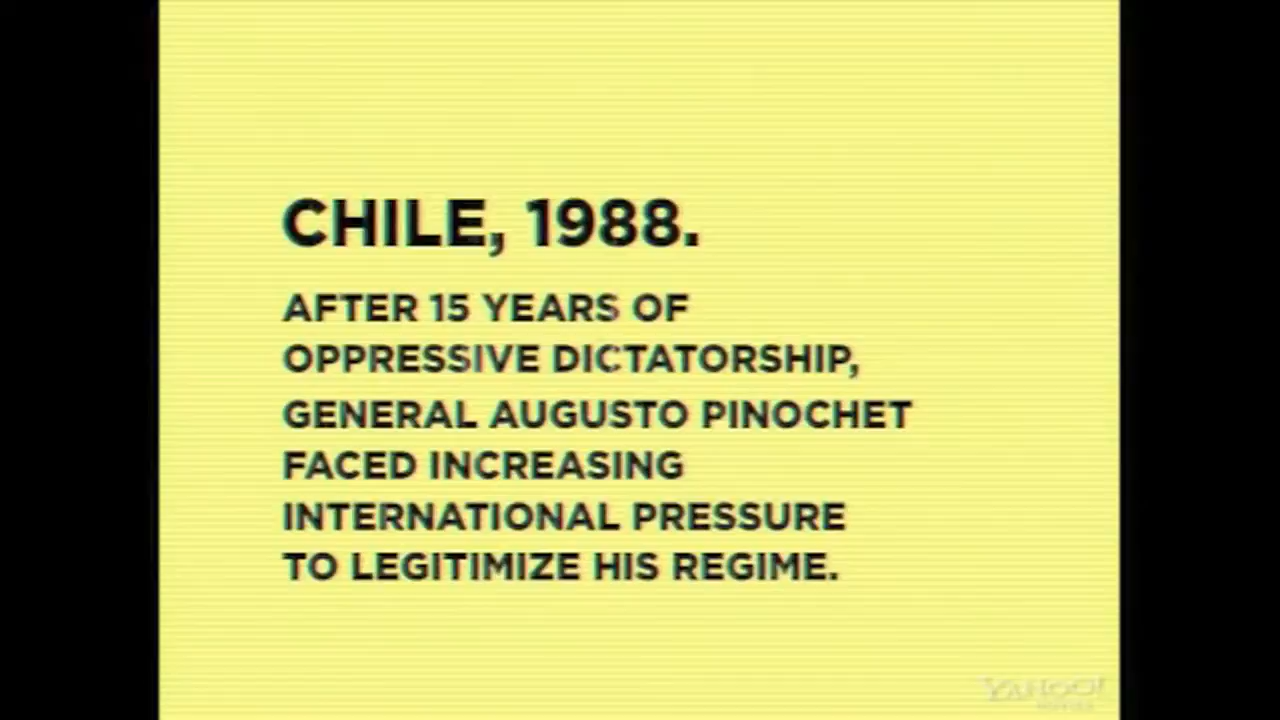 CHILE, 1988.
AFTER 15 YEARS OF
OPPRESSIVE DICTATORSHIP,
GENERAL AUGUSTO PINOCHET
FACED INCREASING
INTERNATIONAL PRESSURE
TO LEGITIMIZE HIS REGIME.
YAHOO!